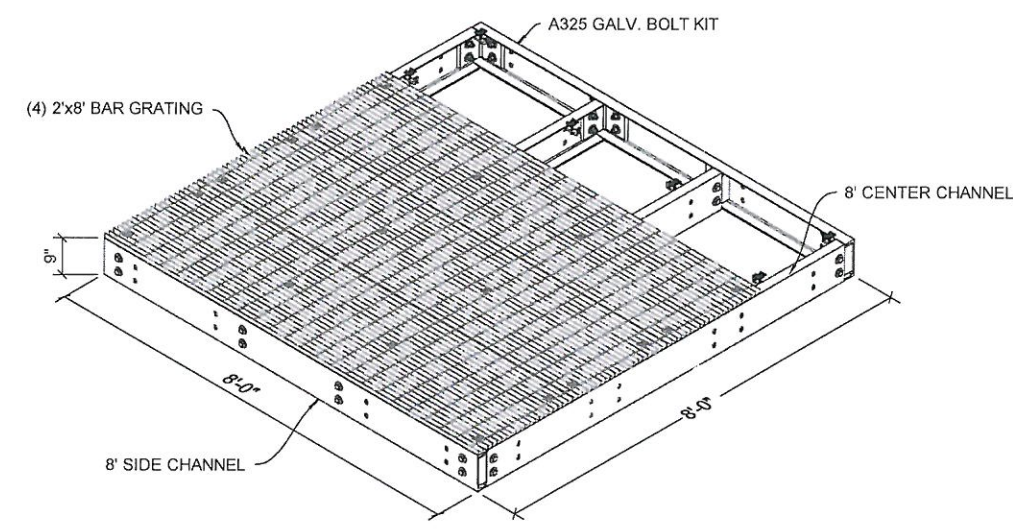 A325 GALV. BOLT KIT
(4) 2'x8' BAR GRATING
8' CENTER CHANNEL
9"
8'-0"
8'-0"
8' SIDE CHANNEL